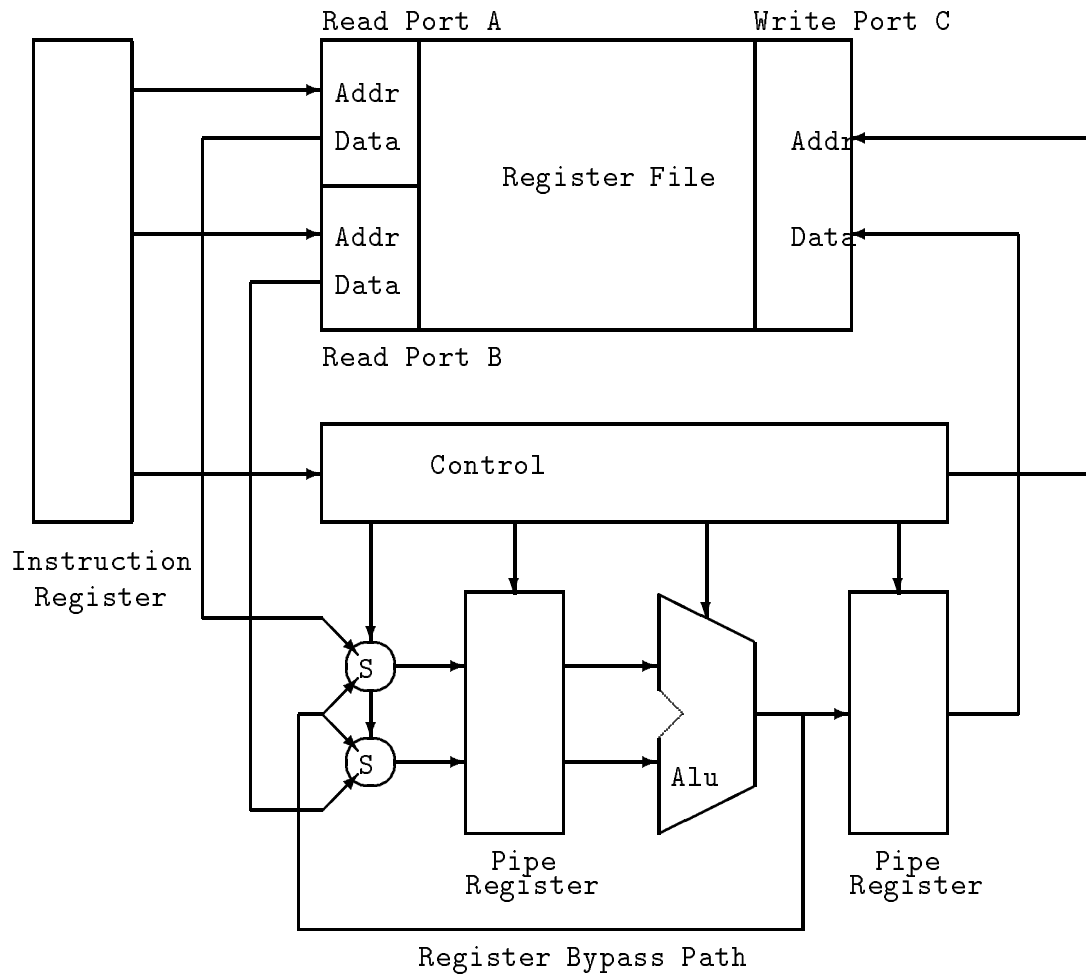 Read Port A
Write Port C
Addr
Data
Addr
Data
Register File
Addr
Data
Read Port B
Control
Instruction
Register
S
S
Alu
Pipe
Register
Pipe
Register
Register Bypass Path